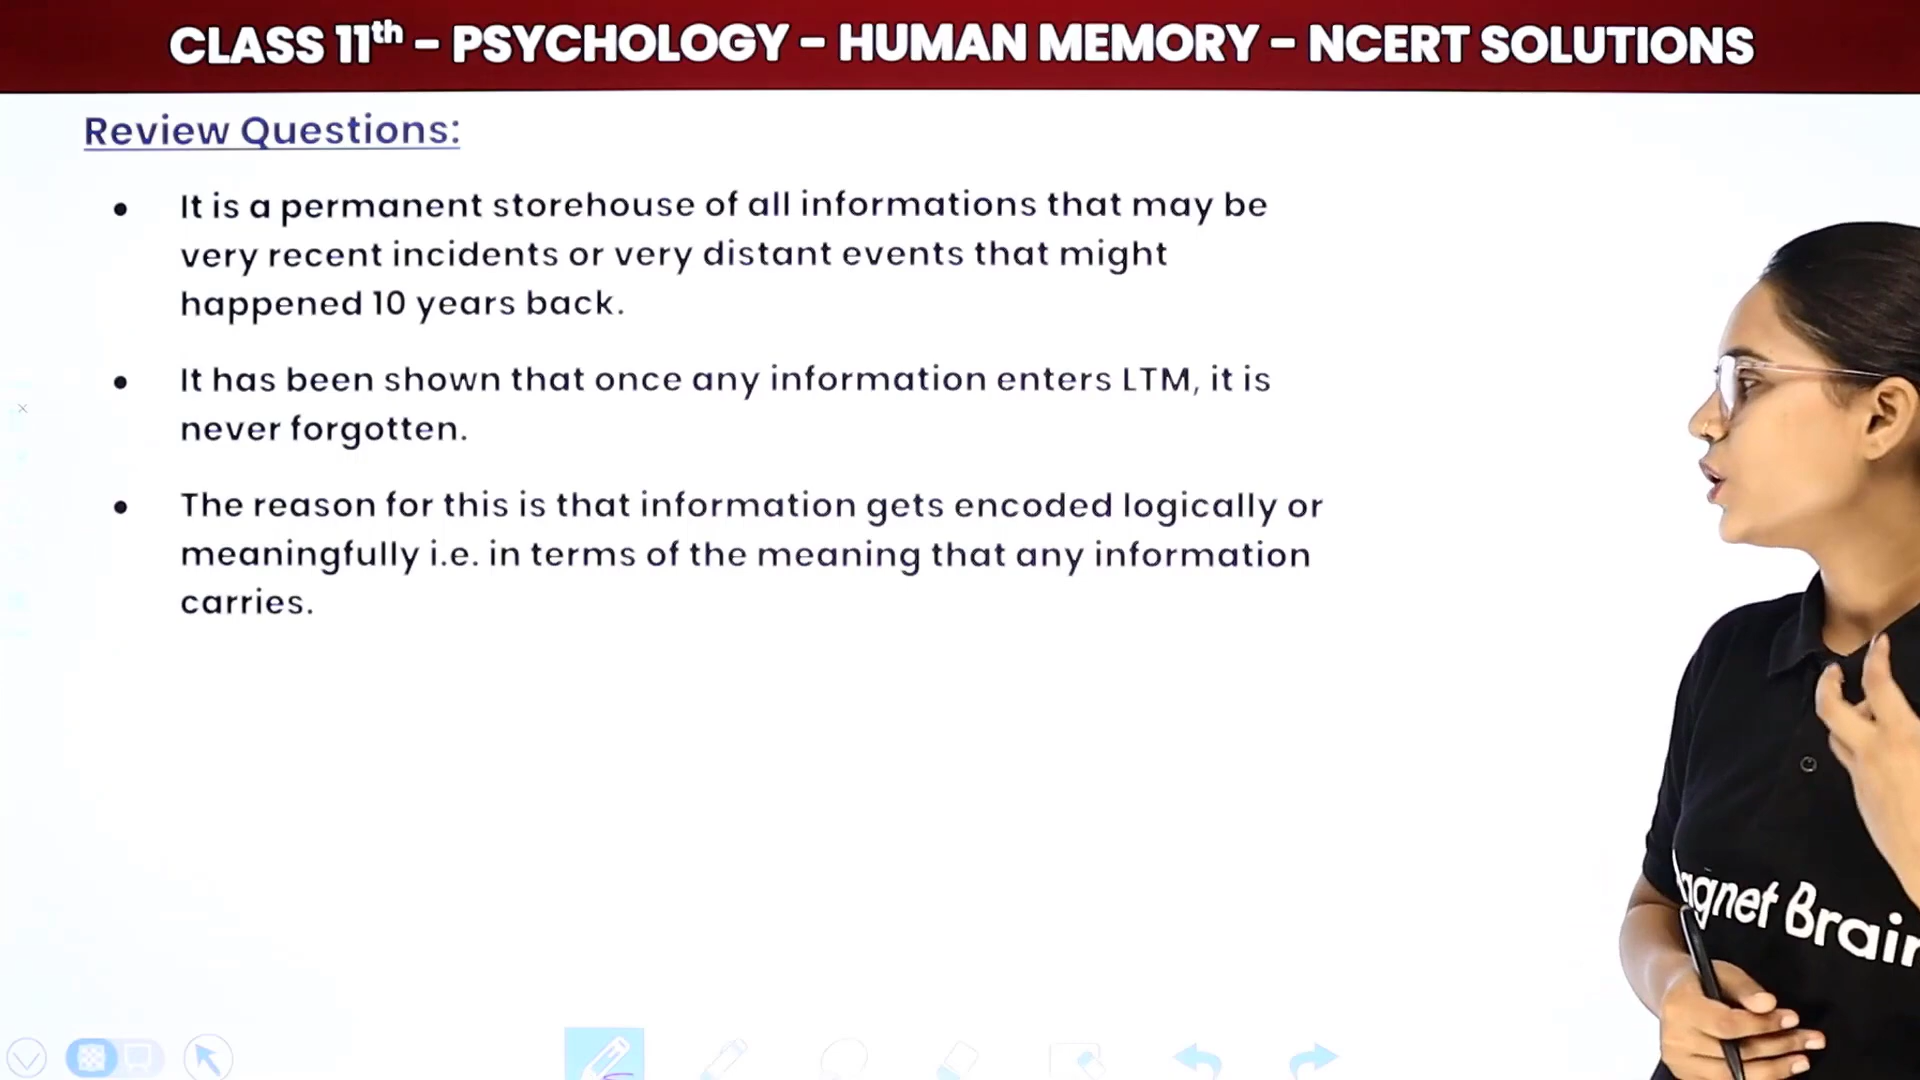 CLASS 11th – PSYCHOLOGY – HUMAN MEMORY – NCERT SOLUTIONS
Review Questions:
• It is a permanent storehouse of all informations that may be
very recent incidents or very distant events that might
happened 10 years back.
• It has been shown that once any information enters LTM, it is
never forgotten.
• The reason for this is that information gets encoded logically or
meaningfully i.e. in terms of the meaning that any information
carries.
agnet Brain